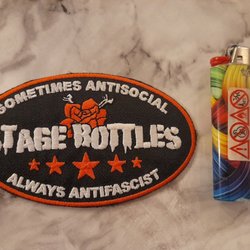 SOMETIMES ANTISOCIAL
STAGE BOTTLES
ALWAYS ANTIFASCIST